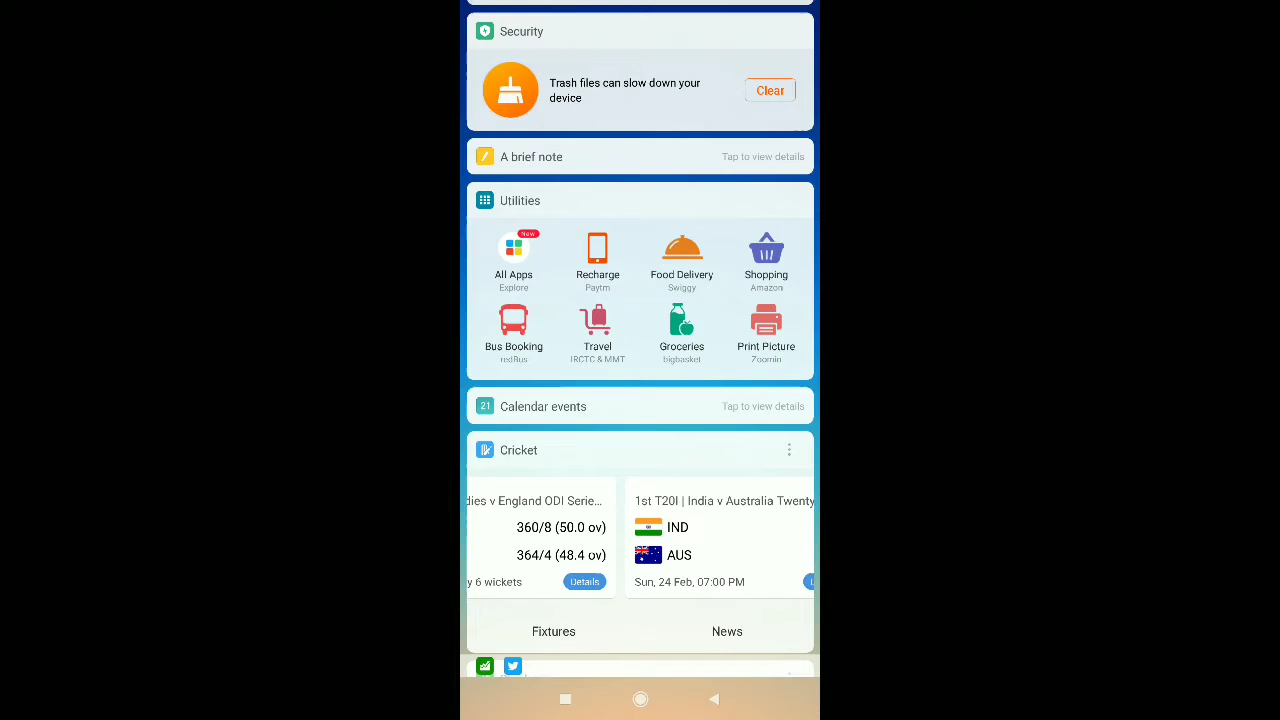 Security
Trash files can slow down your
device
Clear
A brief note
Tap to view details
Utilities
New
All Apps
Explore
Recharge
Paytm
Food Delivery
Swiggy
Shopping
Amazon
Bus Booking
redBus
Travel
IRCTC & MMT
Groceries
bigbasket
Print Picture
Zoomin
21
Calendar events
Tap to view details
Cricket
dies v England ODI Serie...
360/8 (50.0 ov)
364/4 (48.4 ov)
y 6 wickets
Details
1st T20I | India v Australia Twenty
IND
AUS
Sun, 24 Feb, 07:00 PM
Fixtures
News